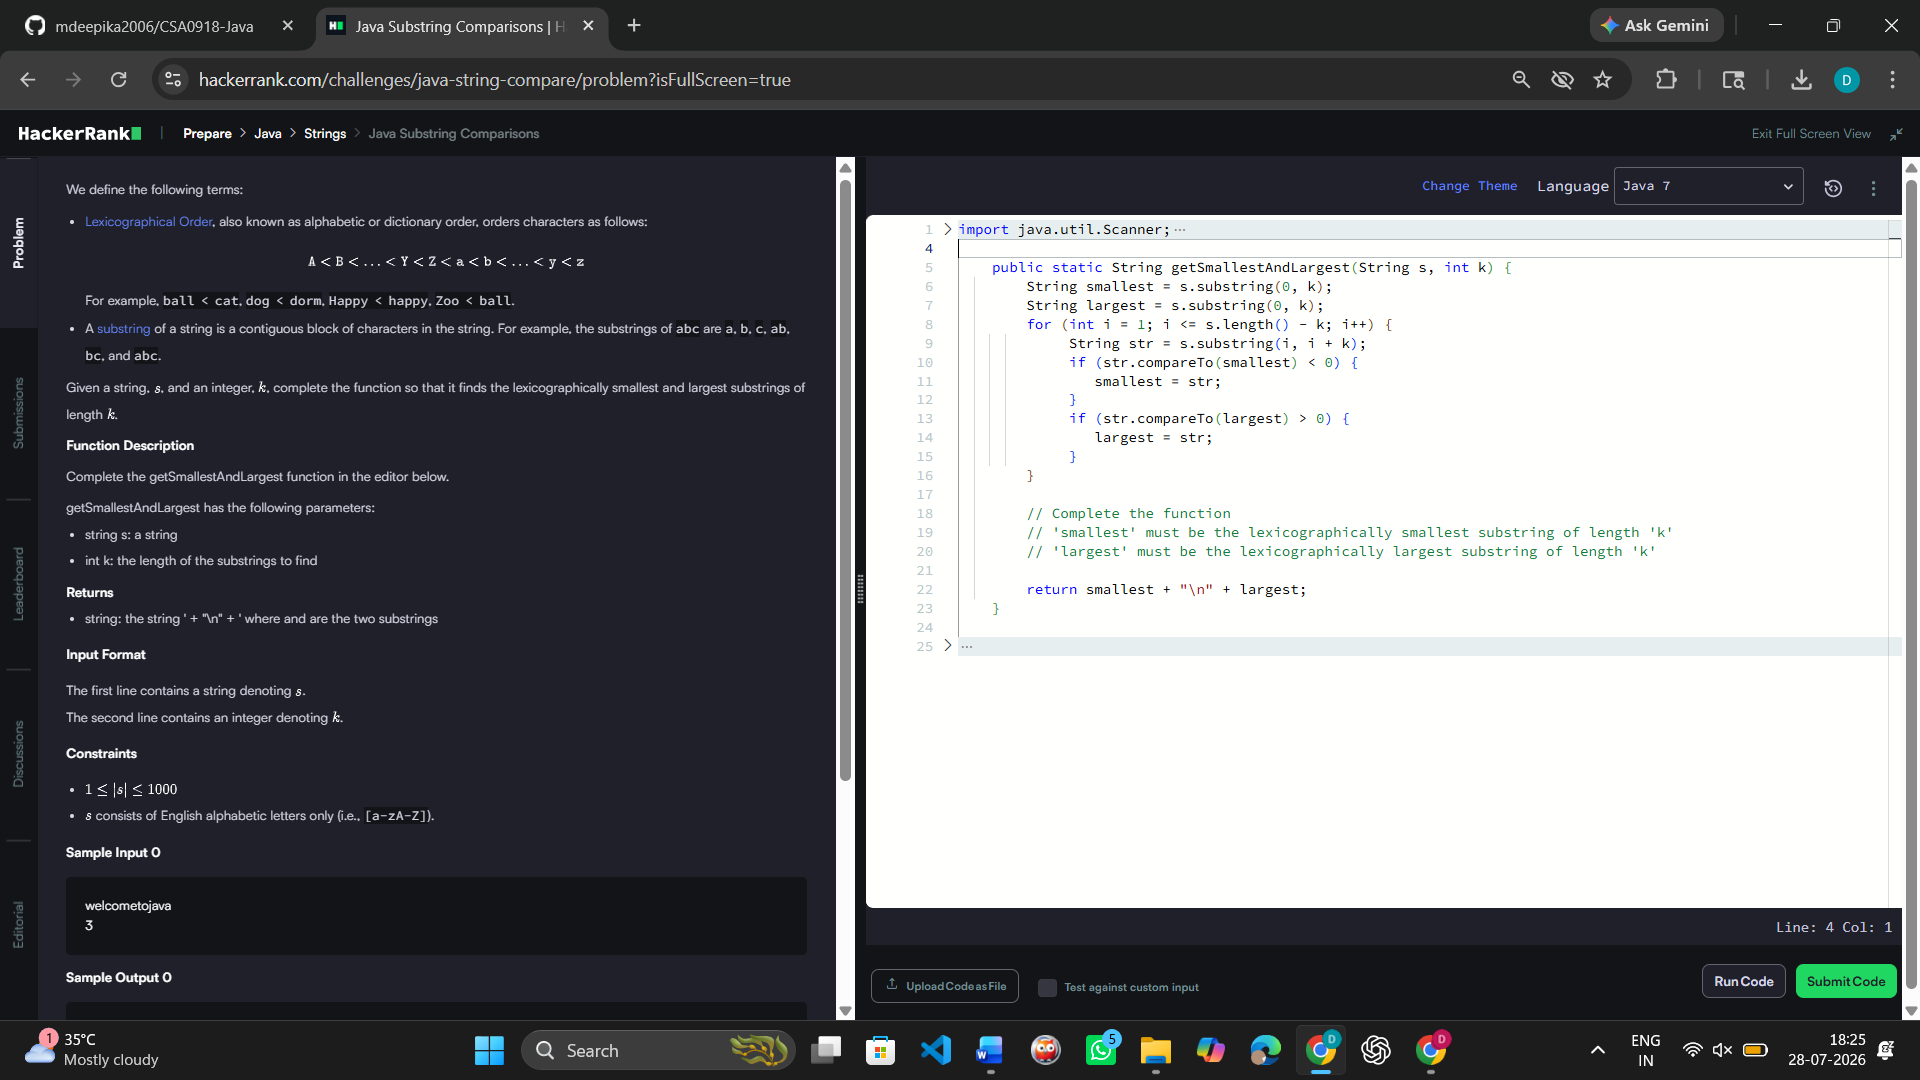 mdeepika2006/CSA0918-Java
Java Substring Comparisons | H
Ask Gemini
hackerrank.com/challenges/java-string-compare/problem?isFullScreen=true
D
HackerRank
Prepare > Java > Strings > Java Substring Comparisons
Exit Full Screen View
Problem
Submissions
Leaderboard
Discussions
Editorial
We define the following terms:
• Lexicographical Order, also known as alphabetic or dictionary order, orders characters as follows:
A < B < ... < Y < Z < a < b < ... < y < z
For example, ball < cat, dog < dorm, Happy < happy, Zoo < ball.
• A substring of a string is a contiguous block of characters in the string. For example, the substrings of abc are a, b, c, ab,
bc, and abc.
Given a string, s, and an integer, k, complete the function so that it finds the lexicographically smallest and largest substrings of
length k.
Function Description
Complete the getSmallestAndLargest function in the editor below.
getSmallestAndLargest has the following parameters:
• string s: a string
• int k: the length of the substrings to find
Returns
• string: the string ' + "\n" + ' where and are the two substrings
Input Format
The first line contains a string denoting s.
The second line contains an integer denoting k.
Constraints
• 1 ≤ |s| ≤ 1000
• s consists of English alphabetic letters only (i.e., [a-zA-Z]).
Sample Input 0
welcometojava
3
Sample Output 0
Change Theme Language Java 7
1 import java.util.Scanner; ...
4
5 public static String getSmallestAndLargest(String s, int k) {
6 String smallest = s.substring(0, k);
7 String largest = s.substring(0, k);
8 for (int i = 1; i <= s.length() - k; i++) {
9 String str = s.substring(i, i + k);
10 if (str.compareTo(smallest) < 0) {
11 smallest = str;
12 }
13 if (str.compareTo(largest) > 0) {
14 largest = str;
15 }
16 }
17
18 // Complete the function
19 // 'smallest' must be the lexicographically smallest substring of length 'k'
20 // 'largest' must be the lexicographically largest substring of length 'k'
21
22 return smallest + "\n" + largest;
23 }
24
25 ...
Line: 4 Col: 1
Upload Code as File
Test against custom input
Run Code
Submit Code
1
35°C
Mostly cloudy
Search
5
D
D
ENG
IN
18:25
28-07-2026